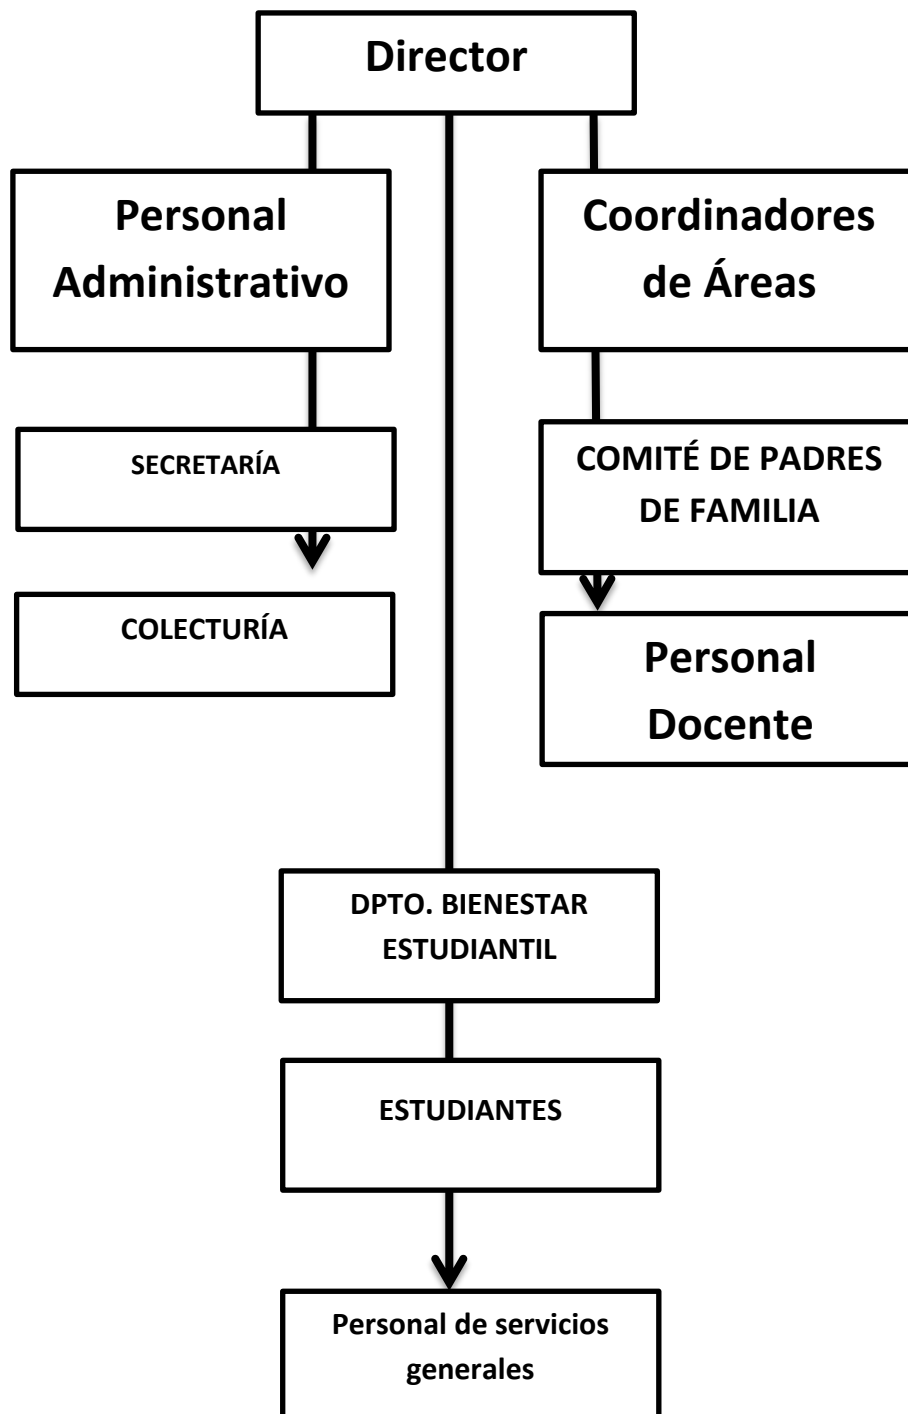 Director
Personal
Administrativo
Coordinadores
de Áreas
SECRETARÍA
COMITÉ DE PADRES
DE FAMILIA
COLECTURÍA
Personal
Docente
DPTO. BIENESTAR
ESTUDIANTIL
ESTUDIANTES
Personal de servicios
generales